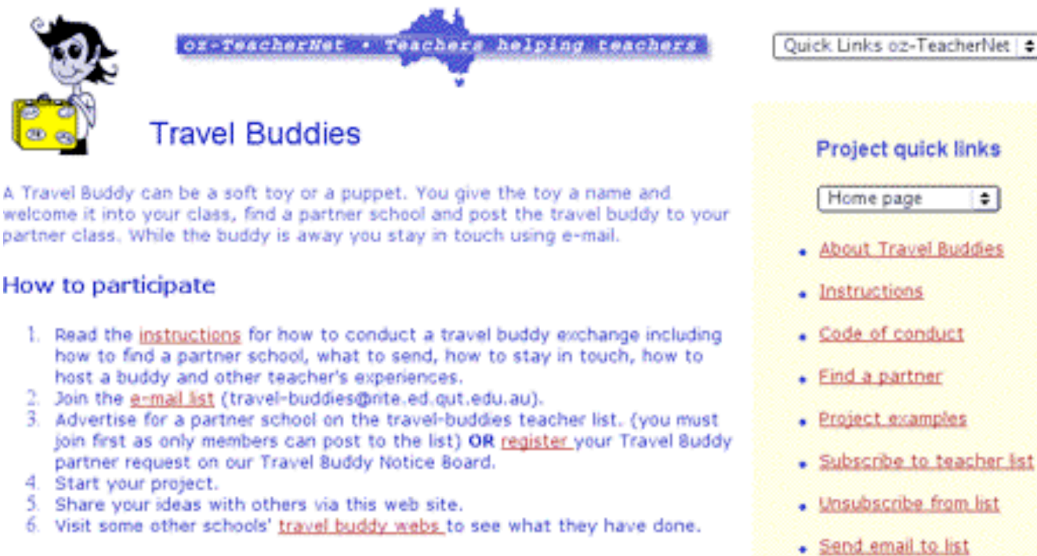 oz-TeacherNet • Teachers helping teachers
Quick Links oz-TeacherNet
Travel Buddies
A Travel Buddy can be a soft toy or a puppet. You give the toy a name and
welcome it into your class, find a partner school and post the travel buddy to your
partner class. While the buddy is away you stay in touch using e-mail.
How to participate
1. Read the instructions for how to conduct a travel buddy exchange including
how to find a partner school, what to send, how to stay in touch, how to
host a buddy and other teacher's experiences.
2. Join the e-mail list (travel-buddies@rite.ed.qut.edu.au).
3. Advertise for a partner school on the travel-buddies teacher list. (you must
join first as only members can post to the list) OR register your Travel Buddy
partner request on our Travel Buddy Notice Board.
4. Start your project.
5. Share your ideas with others via this web site.
6. Visit some other schools' travel buddy webs to see what they have done.
Project quick links
Home page
• About Travel Buddies
• Instructions
• Code of conduct
• Find a partner
• Project examples
• Subscribe to teacher list
• Unsubscribe from list
• Send email to list